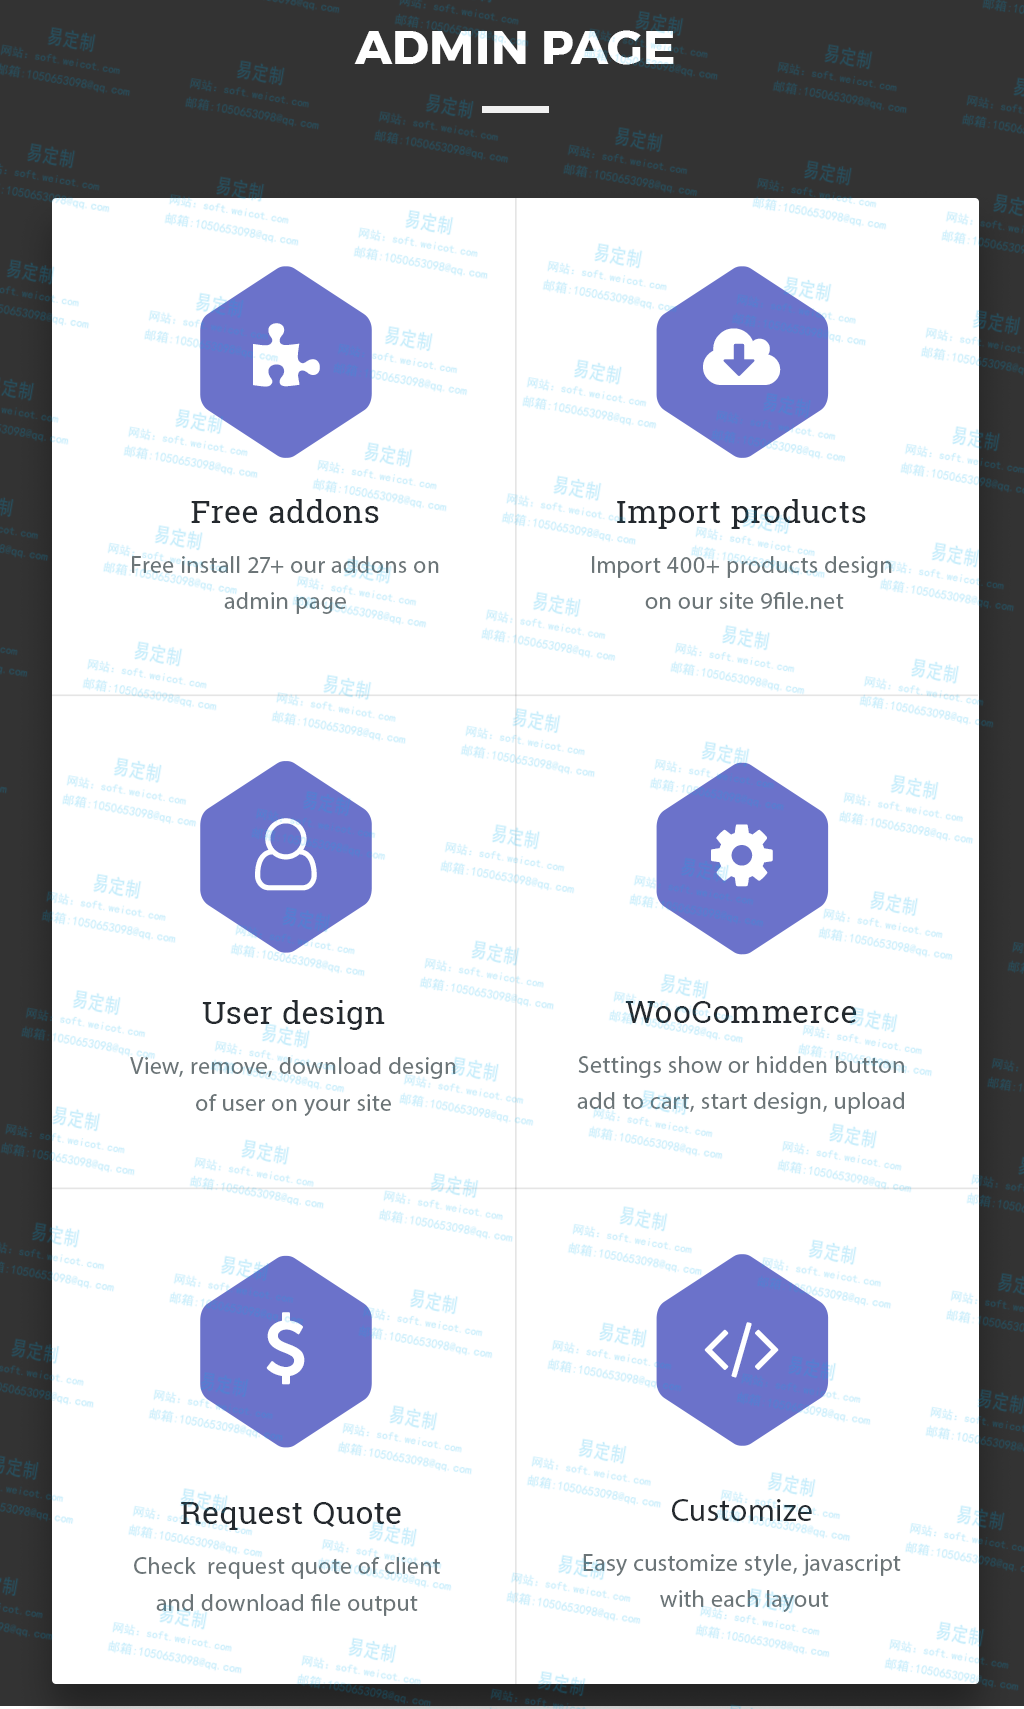 ADMIN PAGE
Free addons
Free install 27+ our addons on
admin page
Import products
Import 400+ products design
on our site 9file.net
User design
View, remove, download design
of user on your site
WooCommerce
Settings show or hidden button
add to cart, start design, upload
Request Quote
Check  request quote of client
and download file output
Customize
Easy customize style, javascript
with each layout
易定制
网站: soft.weicot.com
邮箱:1050653098@qq.com